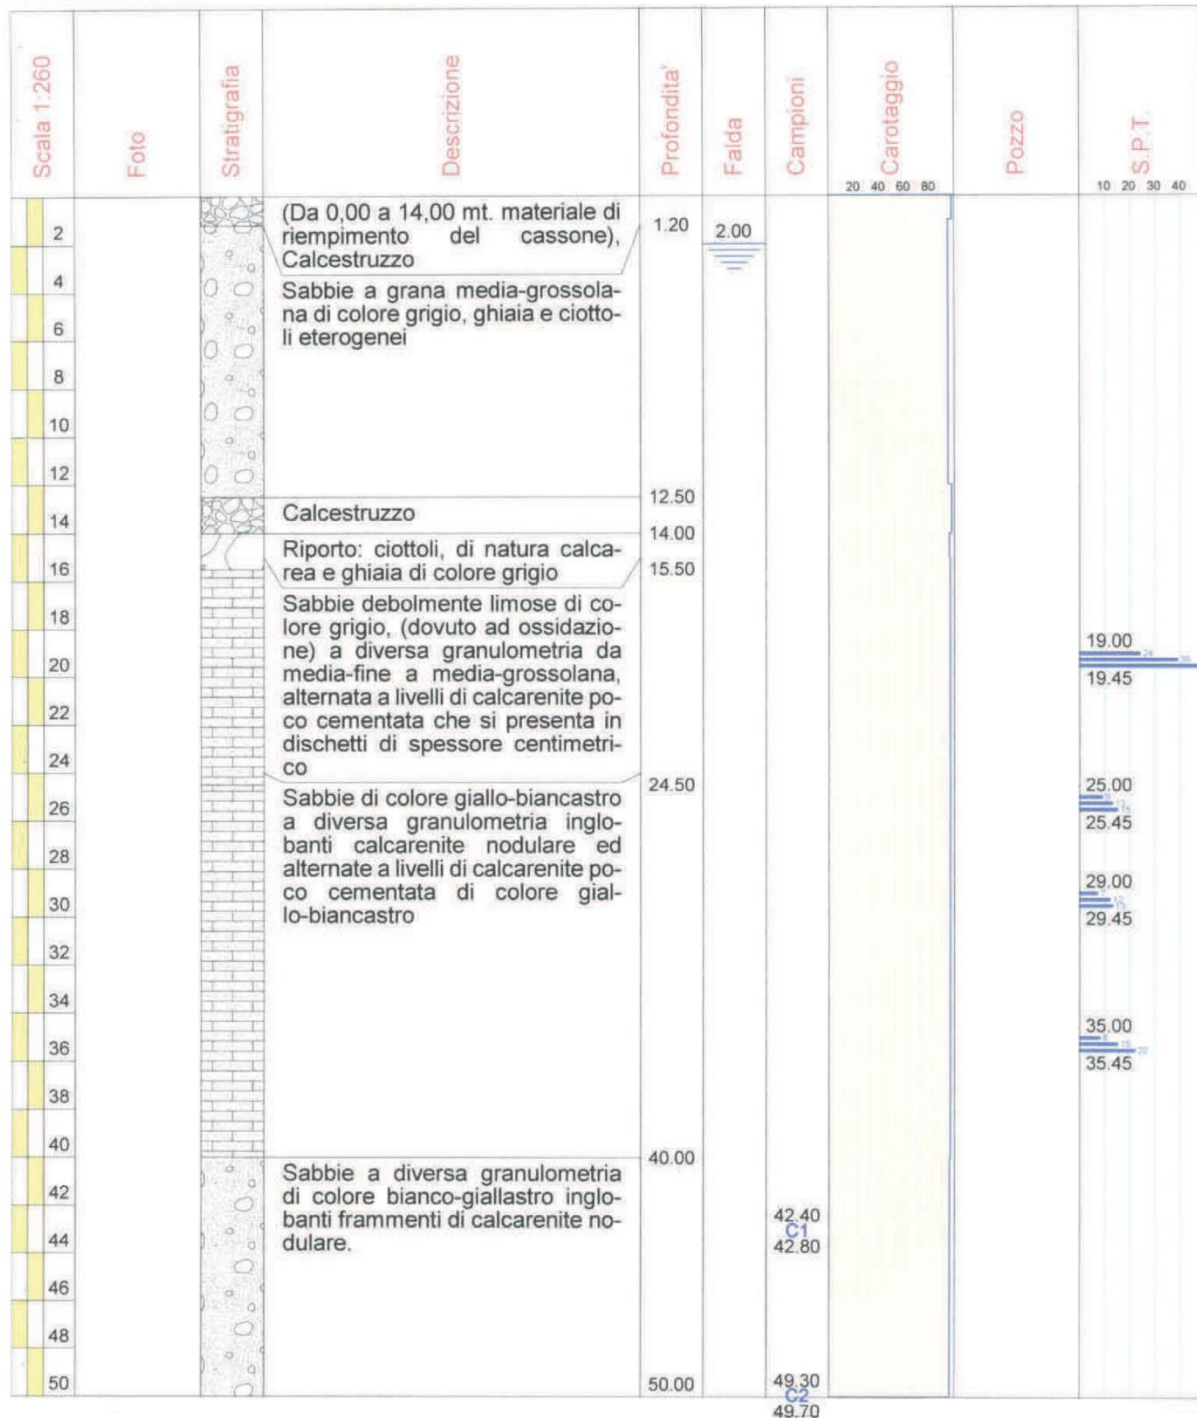 Scala 1:260
Foto
Stratigrafia
Descrizione
Profondita'
Falda
Campioni
Carotaggio
Pozzo
S.P.T.
20 40 60 80
10 20 30 40
(Da 0,00 a 14,00 mt. materiale di
riempimento del cassone),
Calcestruzzo
1.20
2.00
Sabbie a grana media-grossola-
na di colore grigio, ghiaia e ciotto-
li eterogenei
12.50
Calcestruzzo
14.00
Riporto: ciottoli, di natura calca-
rea e ghiaia di colore grigio
15.50
Sabbie debolmente limose di co-
lore grigio, (dovuto ad ossidazio-
ne) a diversa granulometria da
media-fine a media-grossolana,
alternata a livelli di calcarenite po-
co cementata che si presenta in
dischetti di spessore centimetri-
co
24.50
Sabbie di colore giallo-biancastro
a diversa granulometria inglo-
banti calcarenite nodulare ed
alternate a livelli di calcarenite po-
co cementata di colore gial-
lo-biancastro
40.00
Sabbie a diversa granulometria
di colore bianco-giallastro inglo-
banti frammenti di calcarenite no-
dulare.
50.00
2
4
6
8
10
12
14
16
18
20
22
24
26
28
30
32
34
36
38
40
42
44
46
48
50
42.40
C1
42.80
49.30
C2
49.70
19.00
19.45
25.00
25.45
29.00
29.45
35.00
35.45